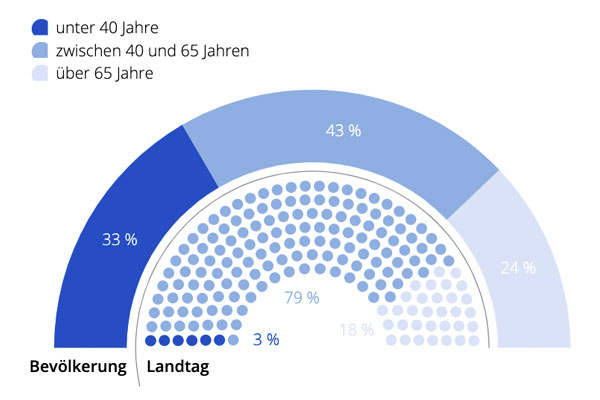 unter 40 Jahre
zwischen 40 und 65 Jahren
über 65 Jahre
43 %
33 %
24 %
79 %
18 %
3 %
Bevölkerung
Landtag